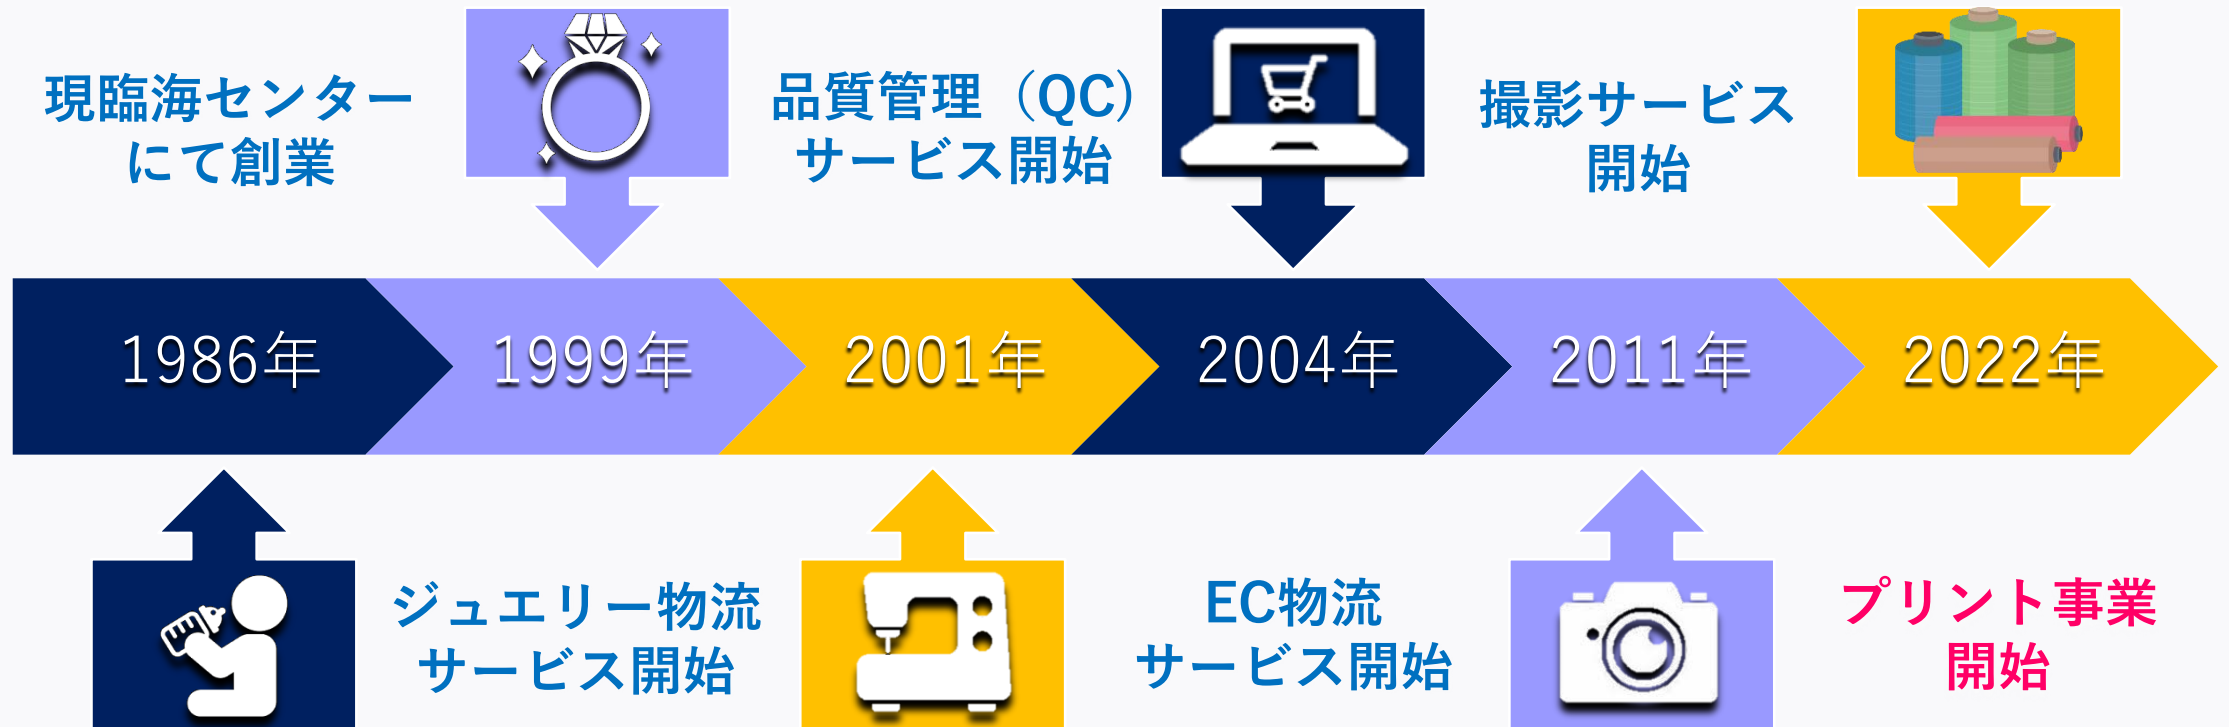 現臨海センター
にて創業
品質管理（QC）
サービス開始
撮影サービス
開始
1986年
1999年
2001年
2004年
2011年
2022年
ジュエリー物流
サービス開始
EC物流
サービス開始
プリント事業
開始